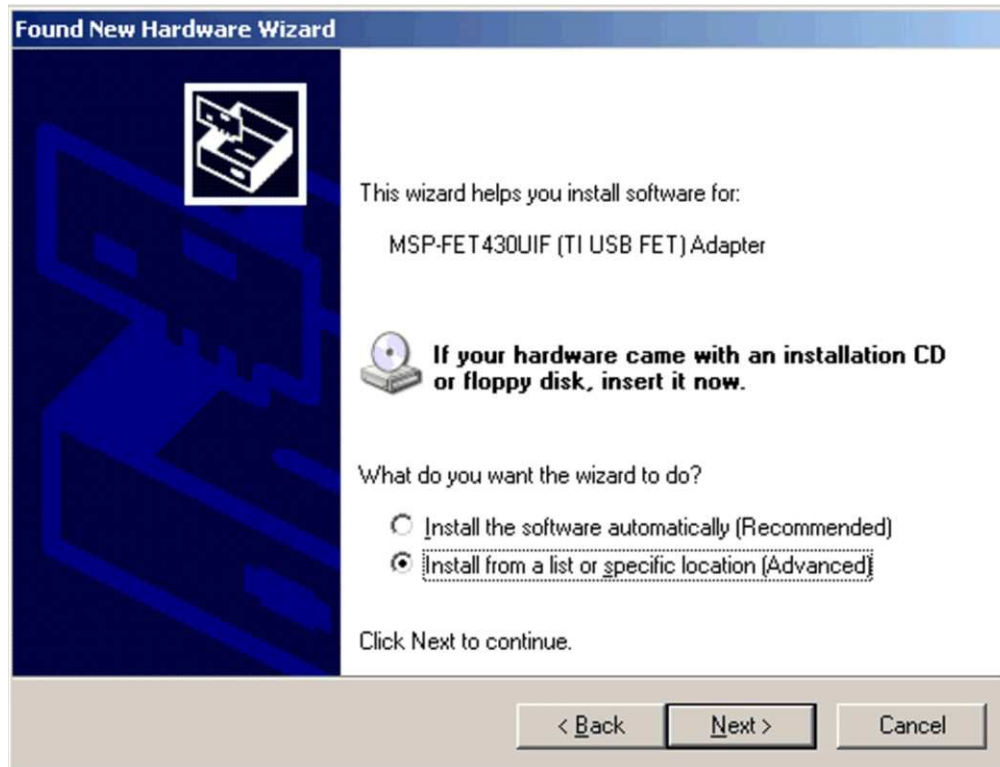 Found New Hardware Wizard
This wizard helps you install software for:
MSP-FET430UIF (TI USB FET) Adapter
If your hardware came with an installation CD
or floppy disk, insert it now.
What do you want the wizard to do?
Install the software automatically (Recommended)
Install from a list or specific location (Advanced)
Click Next to continue.
< Back
Next >
Cancel